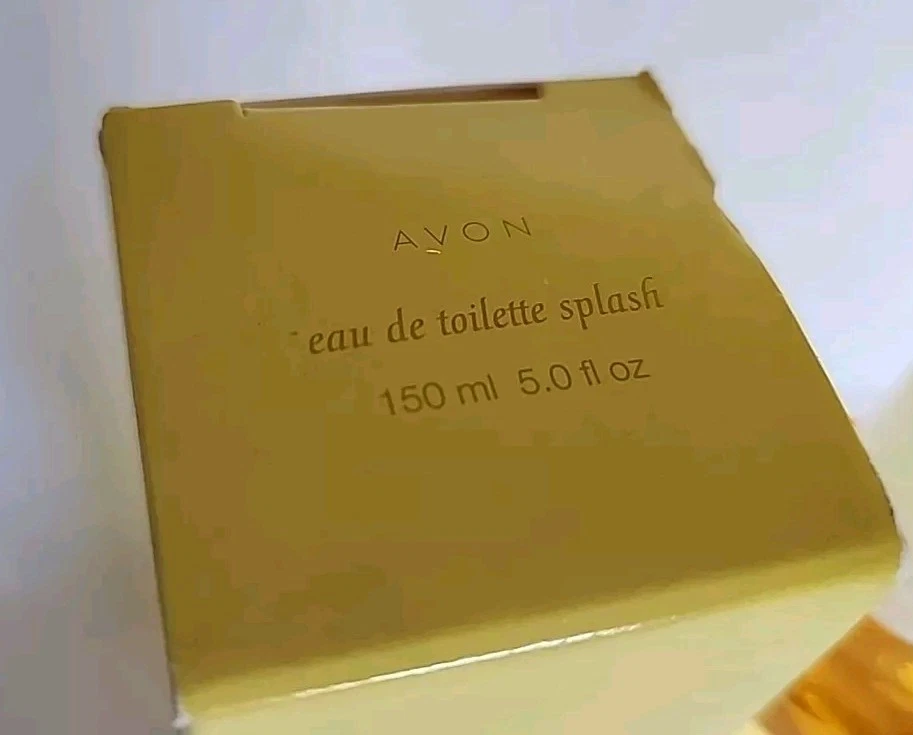 AVON
eau de toilette splash
150 ml 5.0 fl oz